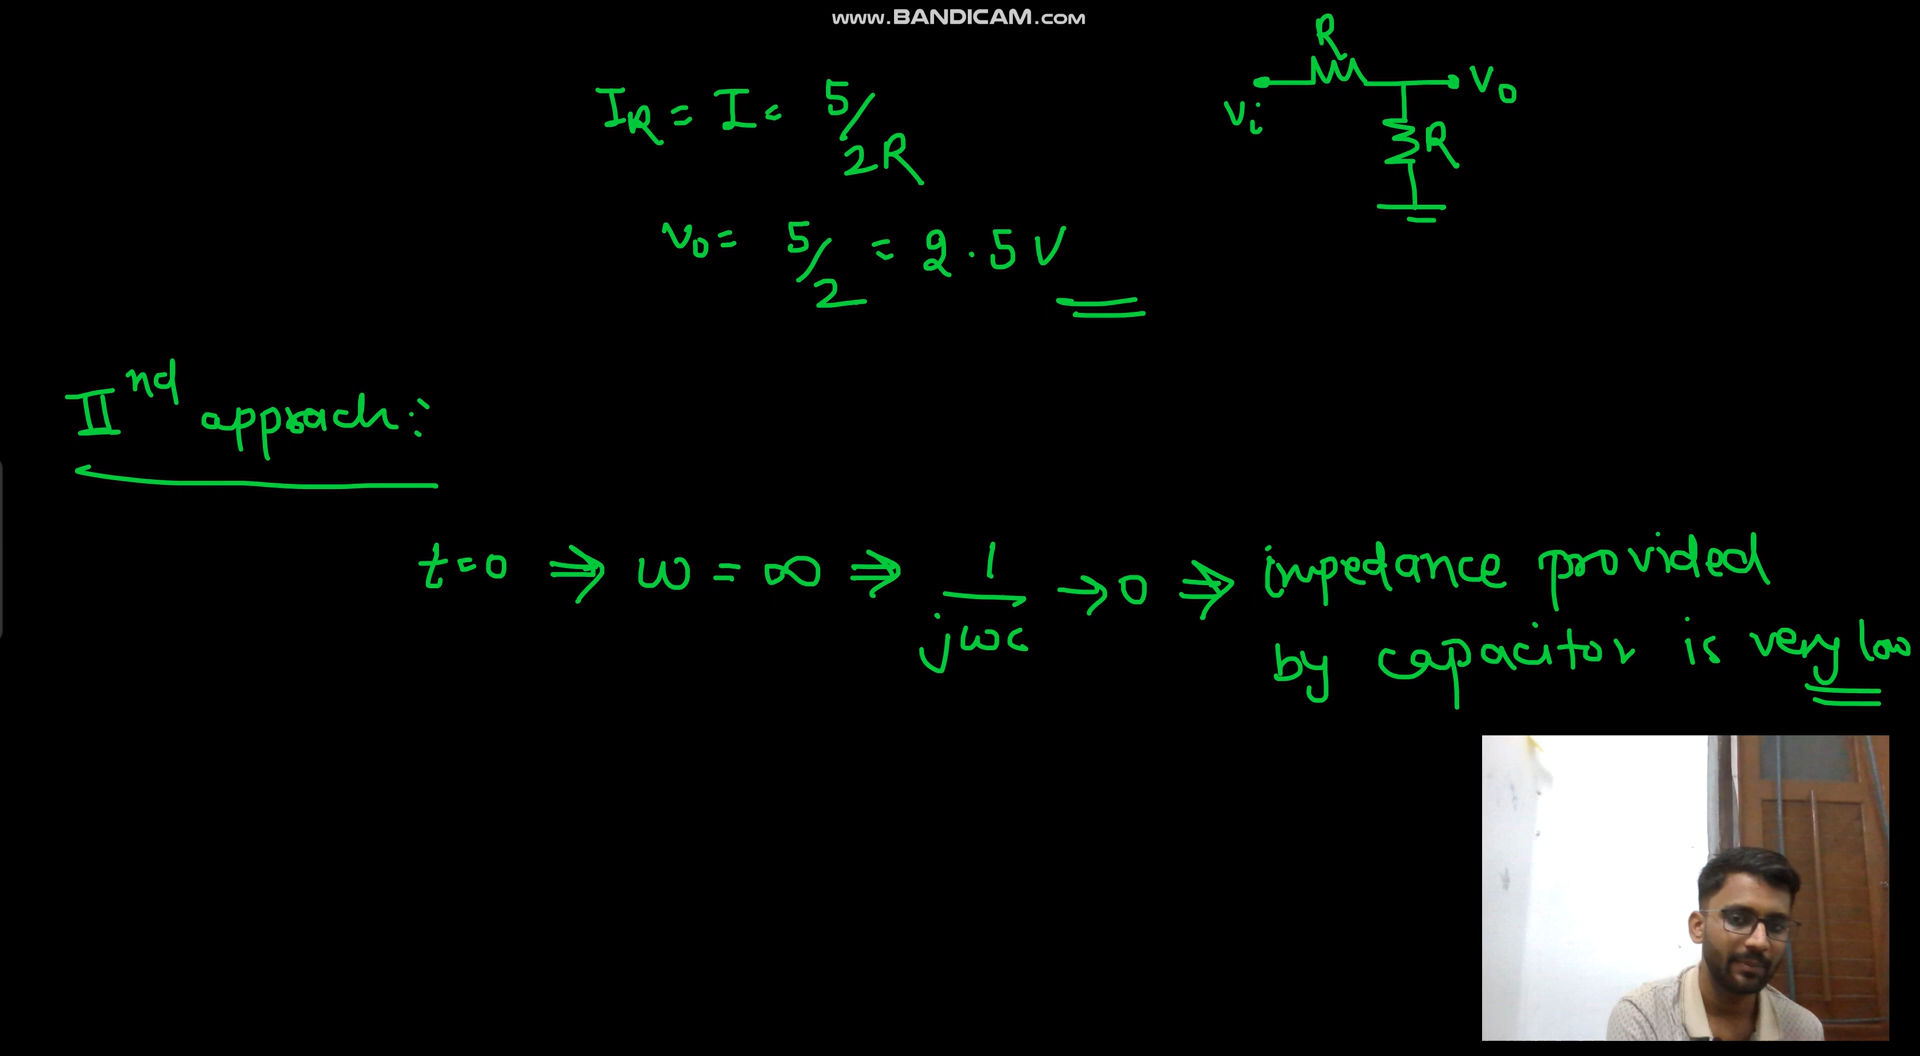 www.BANDICAM.com
R
Vi
Vo
R
IR = I = 5/2R
Vo = 5/2 = 2.5V
IInd approach:
t=0 ⇒ ω = ∞ ⇒ 1/jωc → 0 ⇒ impedance provided
by capacitor is very low